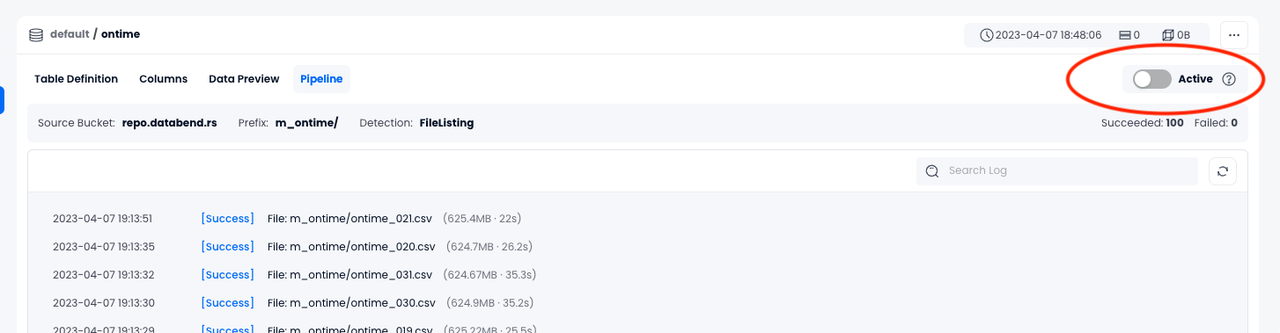 default / ontime
2023-04-07 18:48:06 0 0B ...
Table Definition Columns Data Preview Pipeline Active ?
Source Bucket: repo.databend.rs Prefix: m_ontime/ Detection: FileListing Succeeded: 100 Failed: 0
Search Log
2023-04-07 19:13:51 [Success] File: m_ontime/ontime_021.csv (625.4MB · 22s)
2023-04-07 19:13:35 [Success] File: m_ontime/ontime_020.csv (624.7MB · 26.2s)
2023-04-07 19:13:32 [Success] File: m_ontime/ontime_031.csv (624.67MB · 35.3s)
2023-04-07 19:13:30 [Success] File: m_ontime/ontime_030.csv (624.9MB · 35.2s)
2023-04-07 19:13:29 [Success] File: m_ontime/ontime_019.csv (625.22MB · 25.5s)